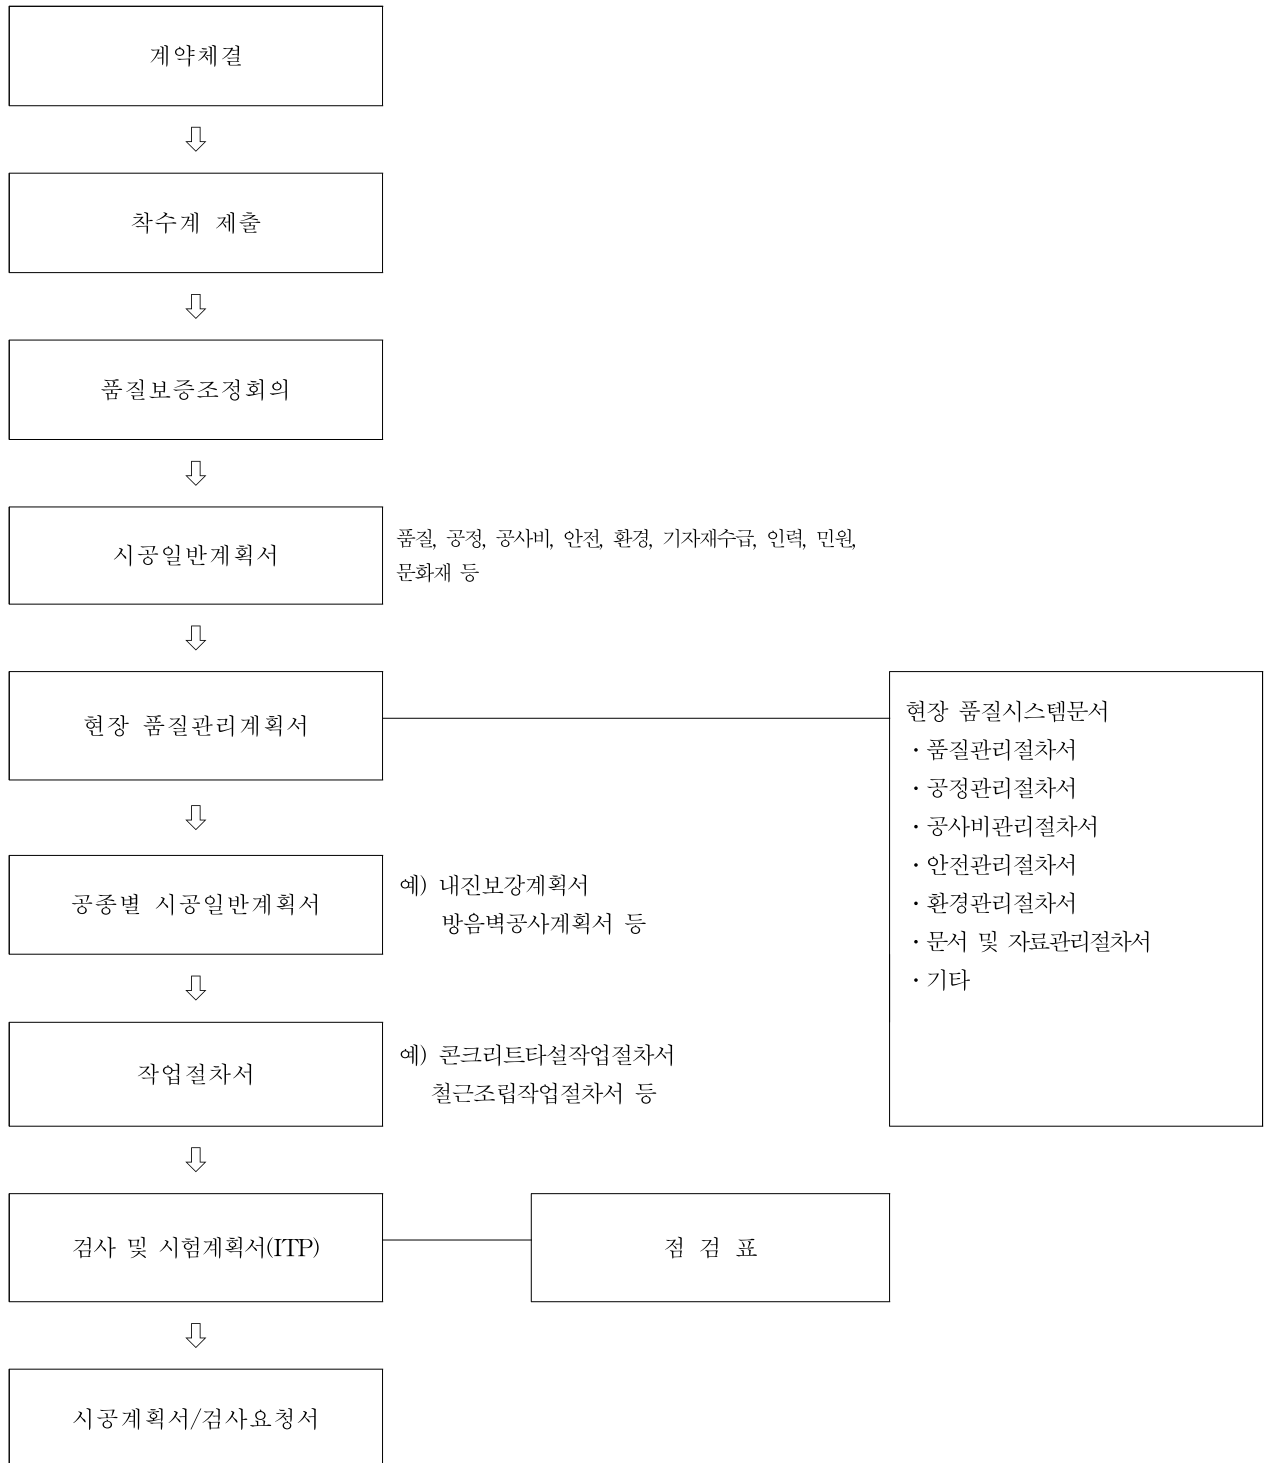 계약체결
착수계 제출
품질보증조정회의
시공일반계획서
품질, 공정, 공사비, 안전, 환경, 기자재수급, 인력, 민원,
문화재 등
현장 품질관리계획서
현장 품질시스템문서
·품질관리절차서
·공정관리절차서
·공사비관리절차서
·안전관리절차서
·환경관리절차서
·문서 및 자료관리절차서
·기타
공종별 시공일반계획서
예) 내진보강계획서
방음벽공사계획서 등
작업절차서
예) 콘크리트타설작업절차서
철근조립작업절차서 등
검사 및 시험계획서(ITP)
점 검 표
시공계획서/검사요청서